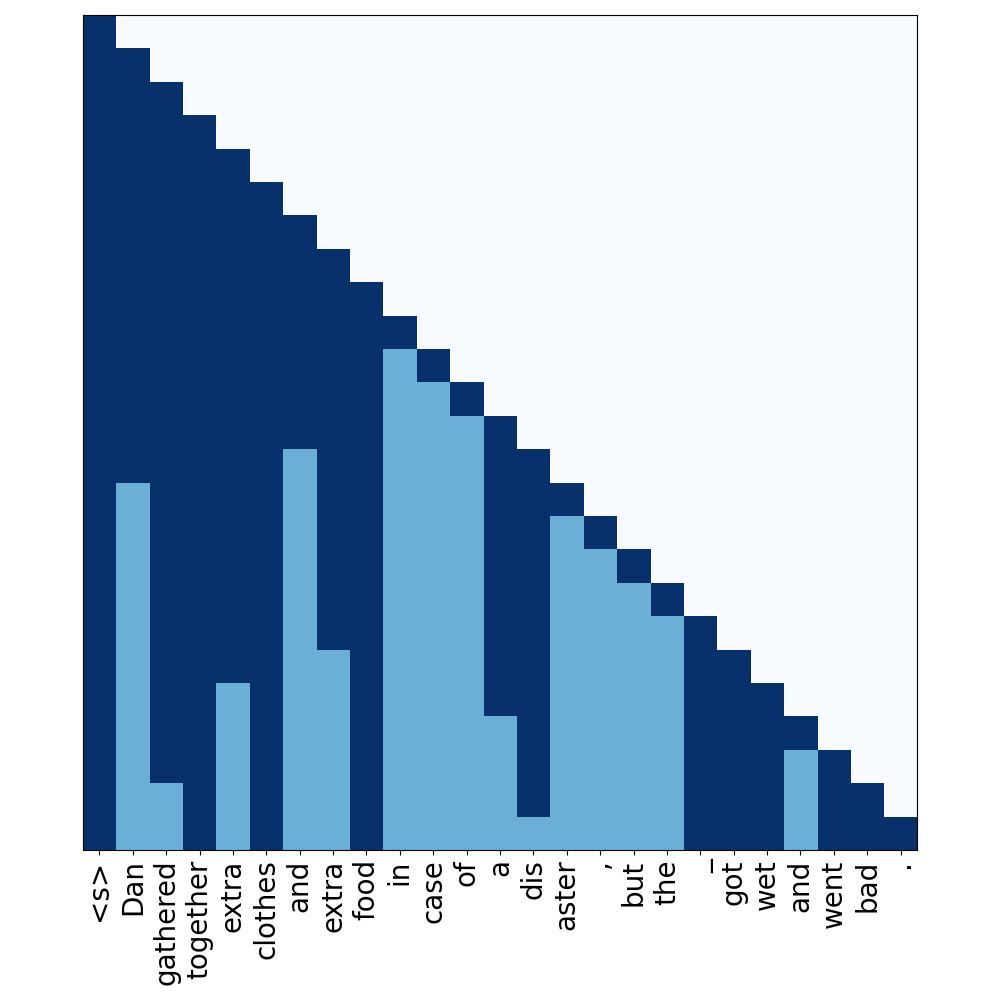 <s>
Dan
gathered
together
extra
clothes
and
extra
food
in
case
of
a
dis
aster
,
but
the
_
got
wet
and
went
bad
.